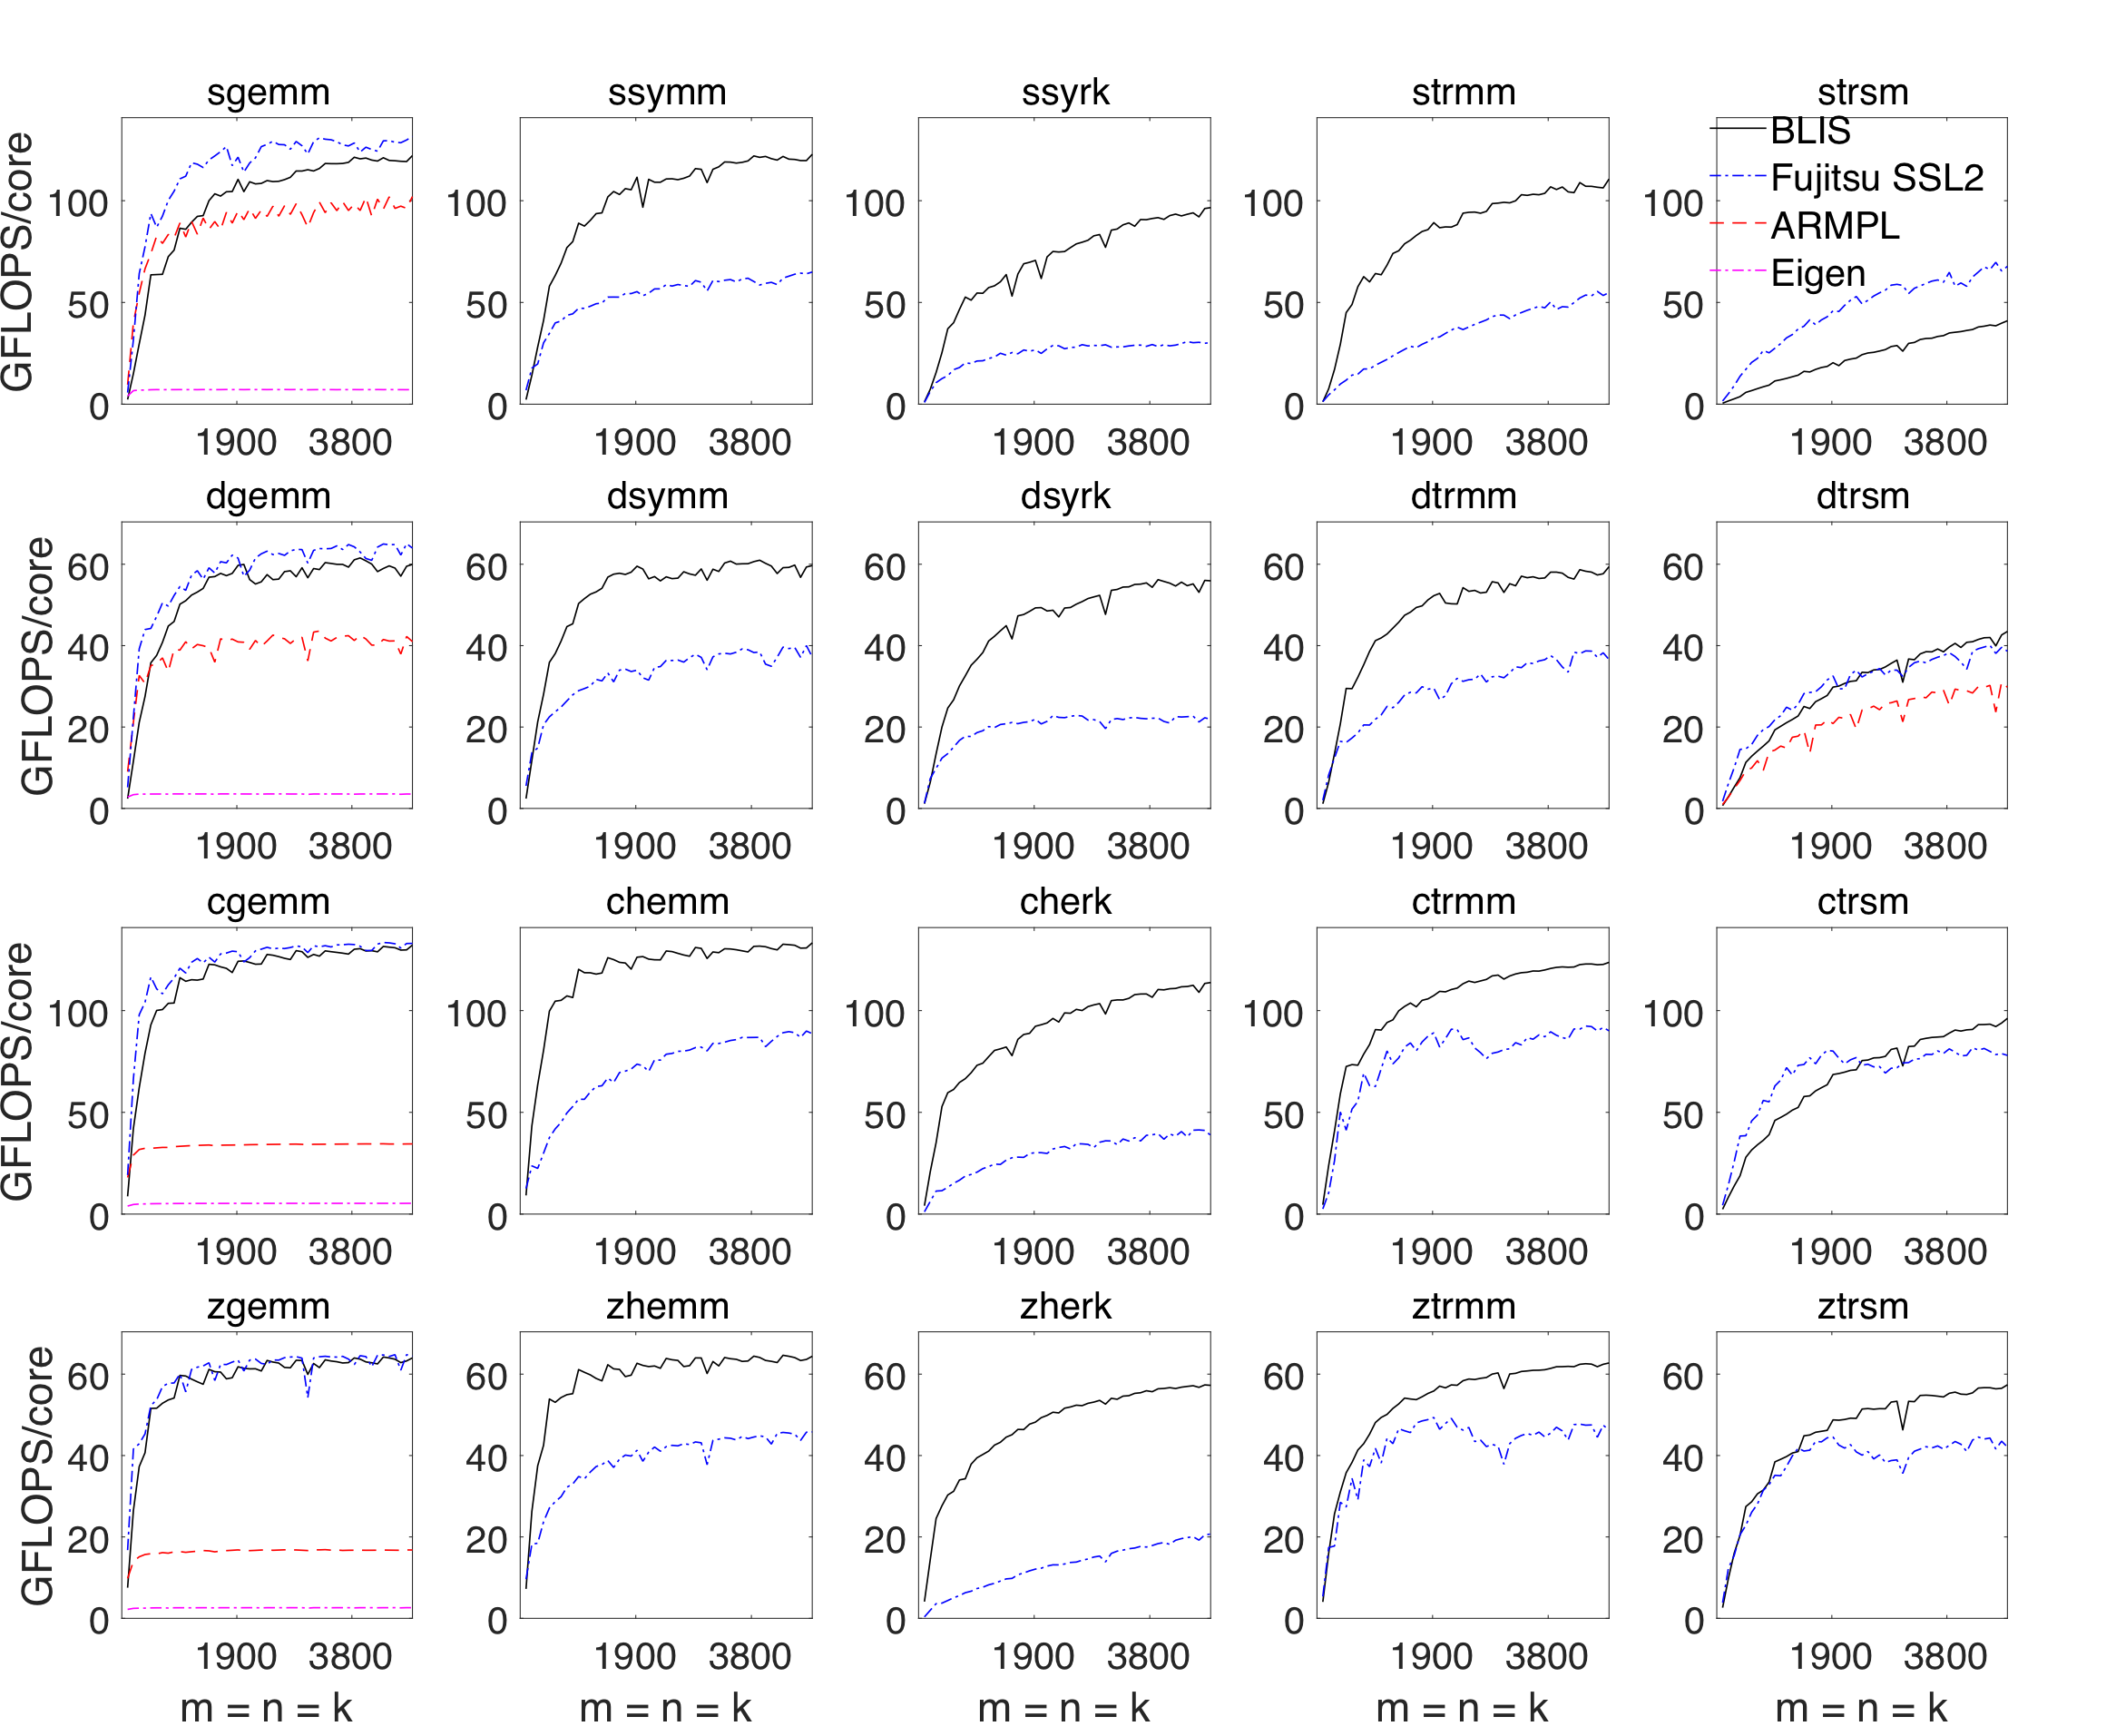 sgemm ssymm ssyrk strmm strsm
BLIS
Fujitsu SSL2
ARMPL
Eigen
GFLOPS/core
100 100 100 100 100
50 50 50 50 50
0 0 0 0 0
1900 3800 1900 3800 1900 3800 1900 3800 1900 3800
dgemm dsymm dsyrk dtrmm dtrsm
GFLOPS/core
60 60 60 60 60
40 40 40 40 40
20 20 20 20 20
0 0 0 0 0
1900 3800 1900 3800 1900 3800 1900 3800 1900 3800
cgemm chemm cherk ctrmm ctrsm
GFLOPS/core
100 100 100 100 100
50 50 50 50 50
0 0 0 0 0
1900 3800 1900 3800 1900 3800 1900 3800 1900 3800
zgemm zhemm zherk ztrmm ztrsm
GFLOPS/core
60 60 60 60 60
40 40 40 40 40
20 20 20 20 20
0 0 0 0 0
1900 3800 1900 3800 1900 3800 1900 3800 1900 3800
m = n = k m = n = k m = n = k m = n = k m = n = k